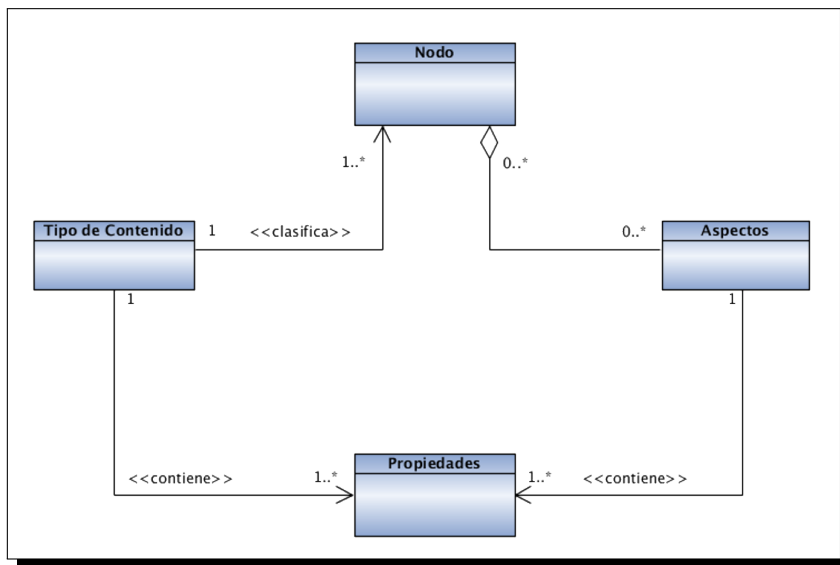 Nodo
1..*
0..*
Tipo de Contenido
1
<<clasifica>>
0..*
Aspectos
1
1
Propiedades
<<contiene>>
1..*
1..*
<<contiene>>